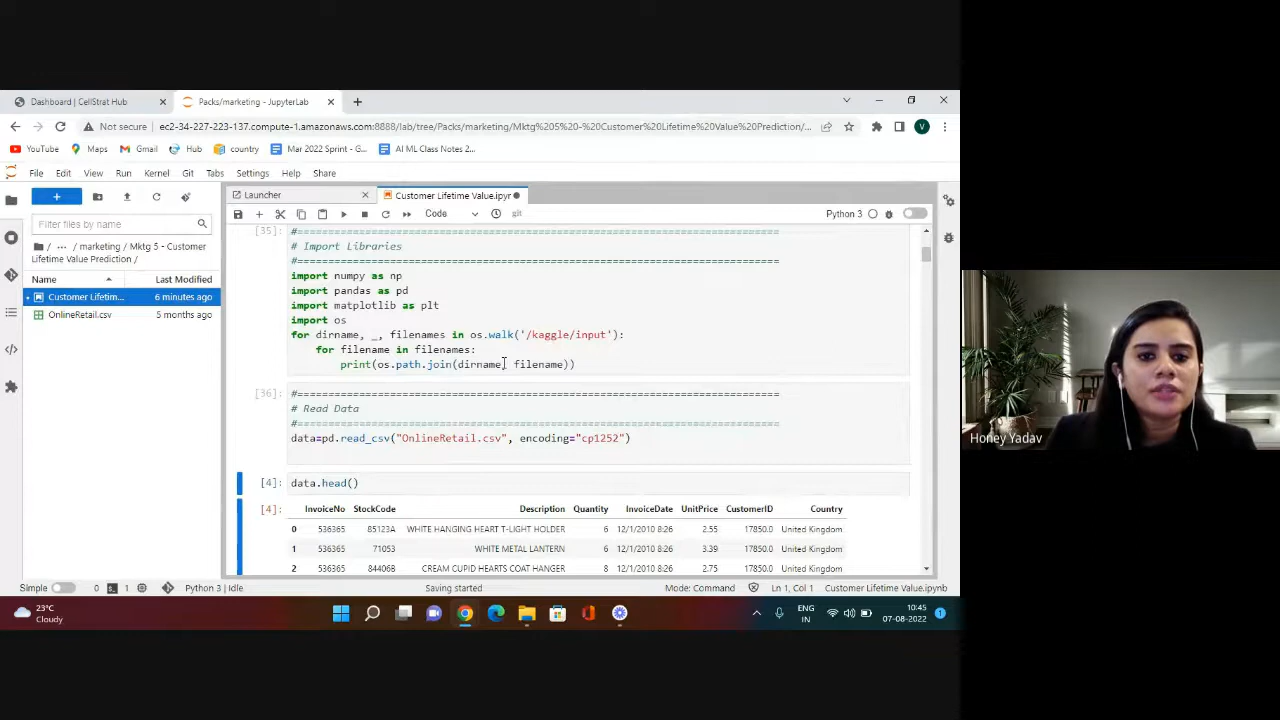 Dashboard | CellStrat Hub
Packs/marketing - JupyterLab
Not secure | ec2-34-227-223-137.compute-1.amazonaws.com:8888/lab/tree/Packs/marketing/Mktg%205%20-%20Customer%20Lifetime%20Value%20Prediction/...
YouTube Maps Gmail Hub country Mar 2022 Sprint - G... AI ML Class Notes 2...
File Edit View Run Kernel Git Tabs Settings Help Share
Launcher
Customer Lifetime Value.ipyr
Code
git
Python 3
Filter files by name
/ ... / marketing / Mktg 5 - Customer
Lifetime Value Prediction /
Name Last Modified
Customer Lifetim... 6 minutes ago
OnlineRetail.csv 5 months ago
[35]: #==============================================================================
# Import Libraries
#==============================================================================
import numpy as np
import pandas as pd
import matplotlib as plt
import os
for dirname, _, filenames in os.walk('/kaggle/input'):
for filename in filenames:
print(os.path.join(dirname, filename))
[36]: #==============================================================================
# Read Data
#==============================================================================
data=pd.read_csv("OnlineRetail.csv", encoding="cp1252")
[4]: data.head()
[4]: InvoiceNo StockCode Description Quantity InvoiceDate UnitPrice CustomerID Country
0 536365 85123A WHITE HANGING HEART T-LIGHT HOLDER 6 12/1/2010 8:26 2.55 17850.0 United Kingdom
1 536365 71053 WHITE METAL LANTERN 6 12/1/2010 8:26 3.39 17850.0 United Kingdom
2 536365 84406B CREAM CUPID HEARTS COAT HANGER 8 12/1/2010 8:26 2.75 17850.0 United Kingdom
Simple 0 1 Python 3 | Idle Saving started Mode: Command Ln 1, Col 1 Customer Lifetime Value.ipynb
23°C
Cloudy
ENG
IN
10:45
07-08-2022
1
V
Honey Yadav